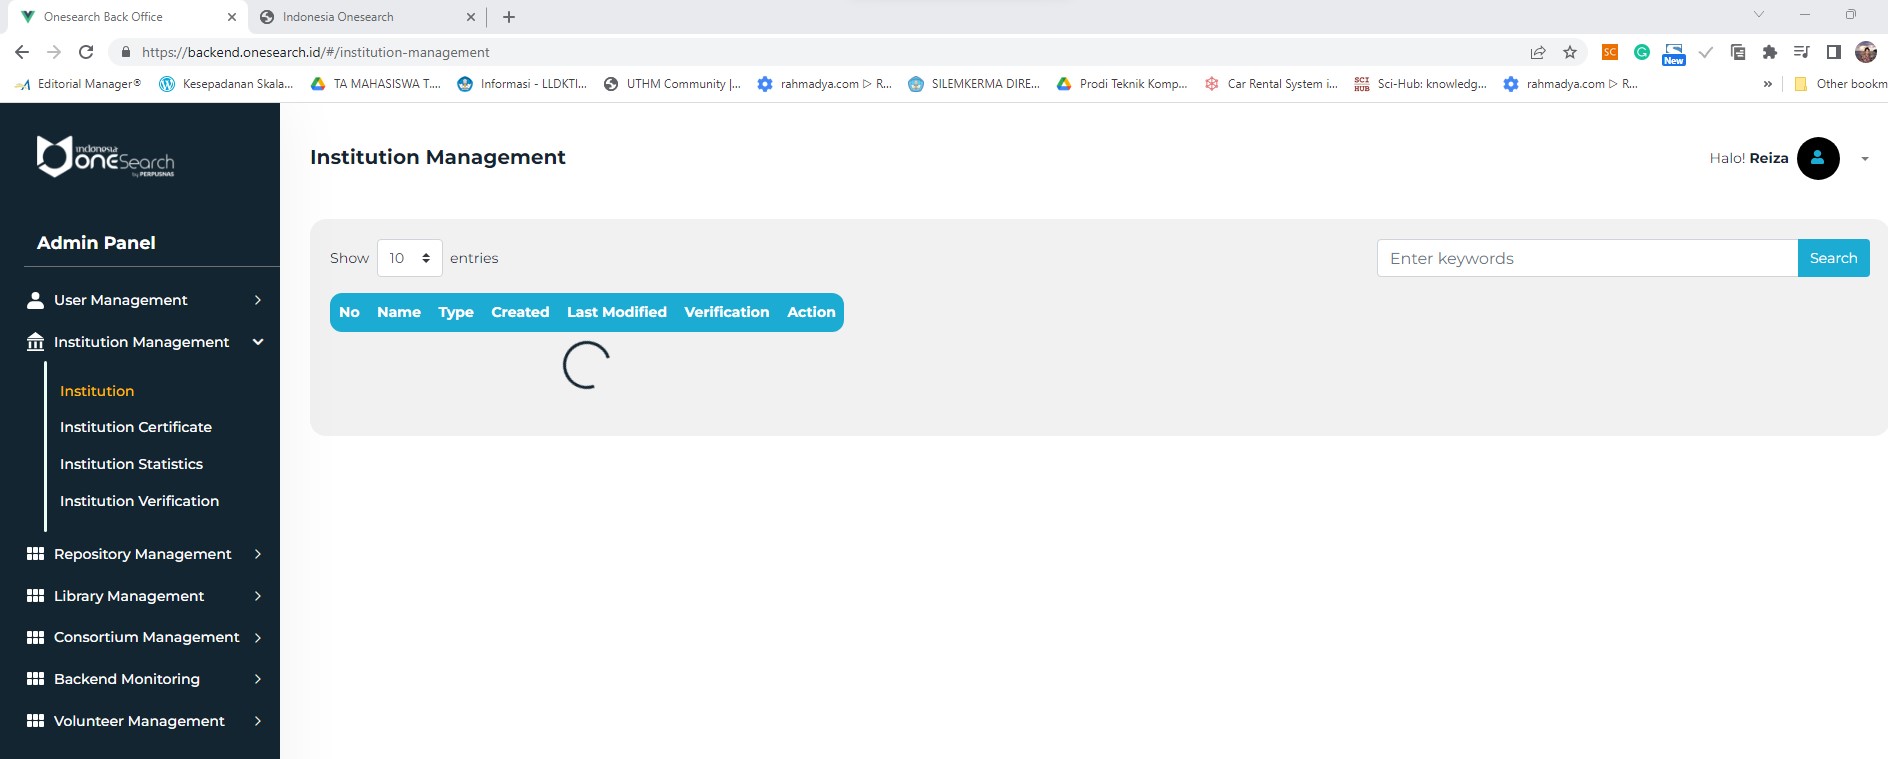 Onesearch Back Office
Indonesia Onesearch
https://backend.onesearch.id/#/institution-management
SC
New
Editorial Manager®
Kesepadanan Skala...
TA MAHASISWA T....
Informasi - LLDKTI...
UTHM Community |...
rahmadya.com ▷ R...
SILEMKERMA DIRE...
Prodi Teknik Komp...
Car Rental System i...
SCI HUB
Sci-Hub: knowledg...
rahmadya.com ▷ R...
»
Other bookm
Indonesia
OneSearch
by PERPUSNAS
Institution Management
Halo! Reiza
Admin Panel
User Management
Institution Management
Institution
Institution Certificate
Institution Statistics
Institution Verification
Repository Management
Library Management
Consortium Management
Backend Monitoring
Volunteer Management
Show 10 entries
Enter keywords
Search
No Name Type Created Last Modified Verification Action